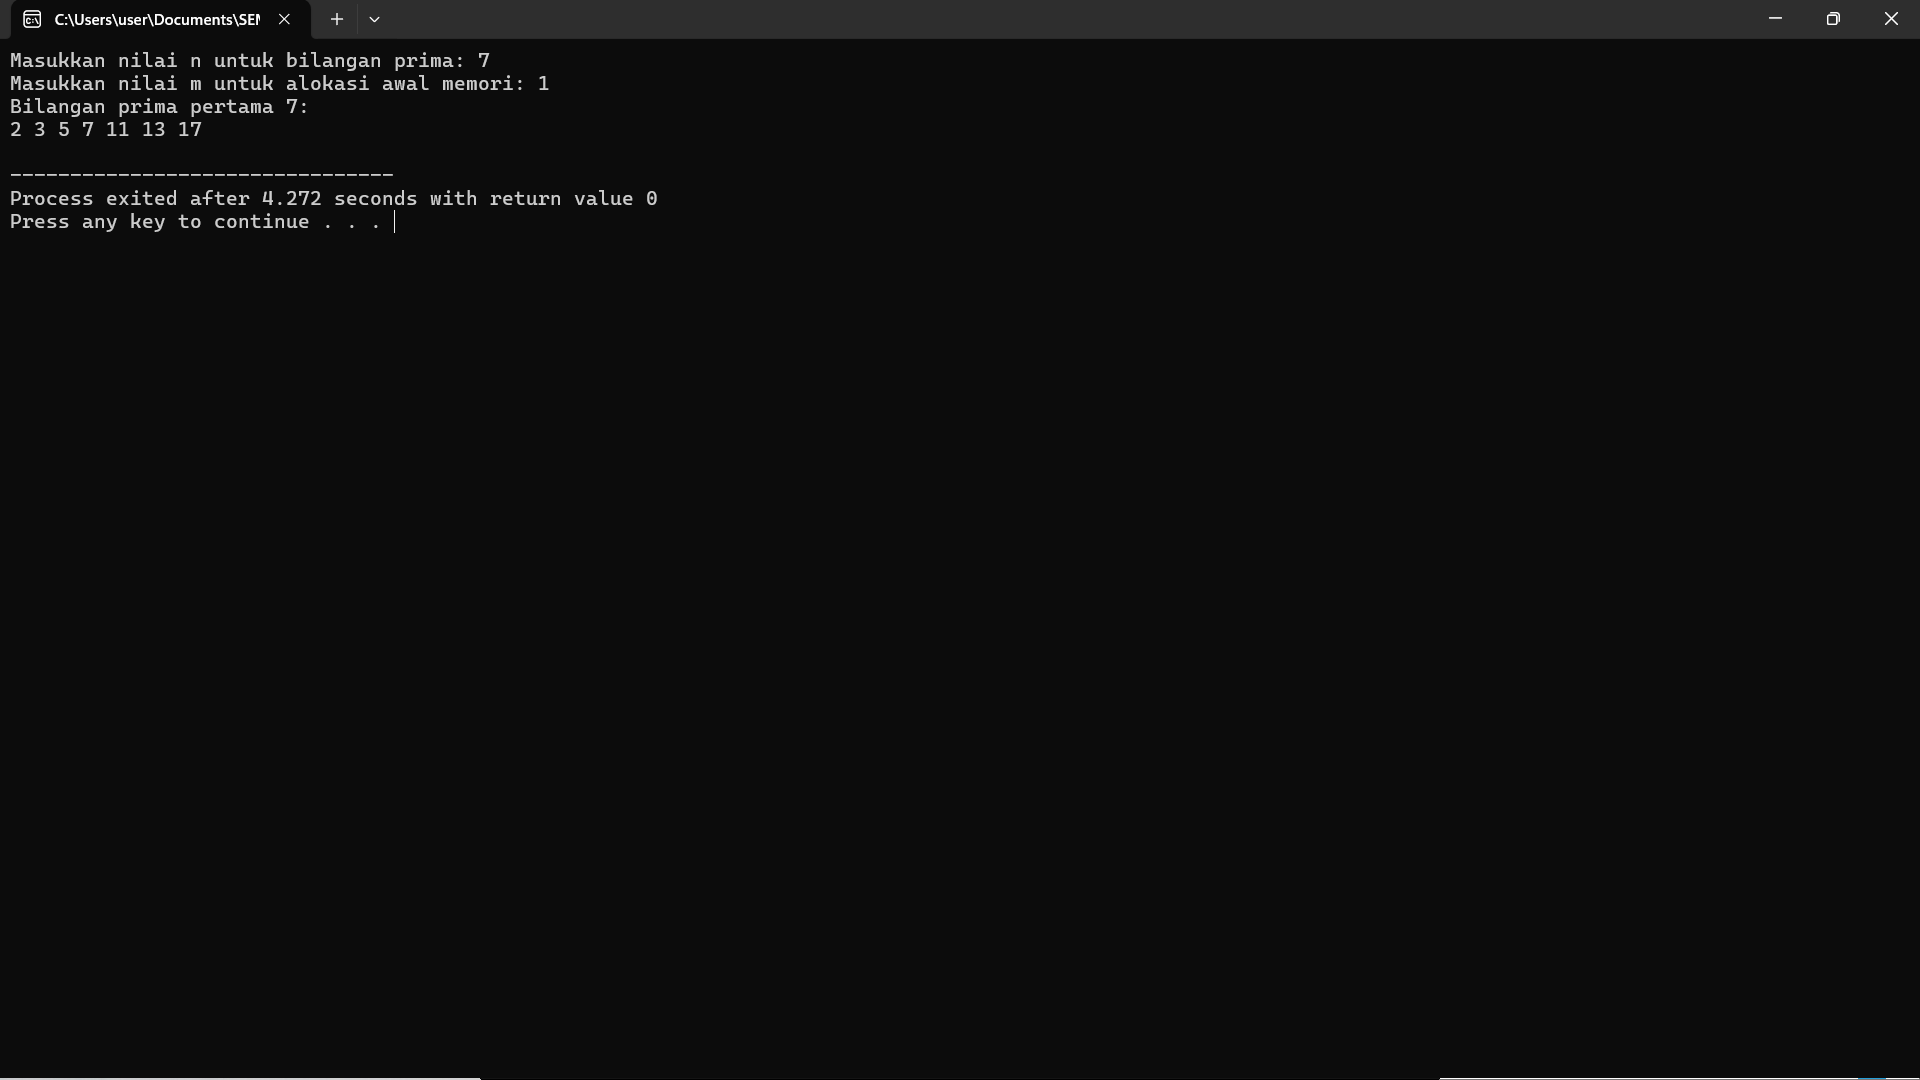 C:\Users\user\Documents\SEM
Masukkan nilai n untuk bilangan prima: 7
Masukkan nilai m untuk alokasi awal memori: 1
Bilangan prima pertama 7:
2 3 5 7 11 13 17
--------------------------------
Process exited after 4.272 seconds with return value 0
Press any key to continue . . .